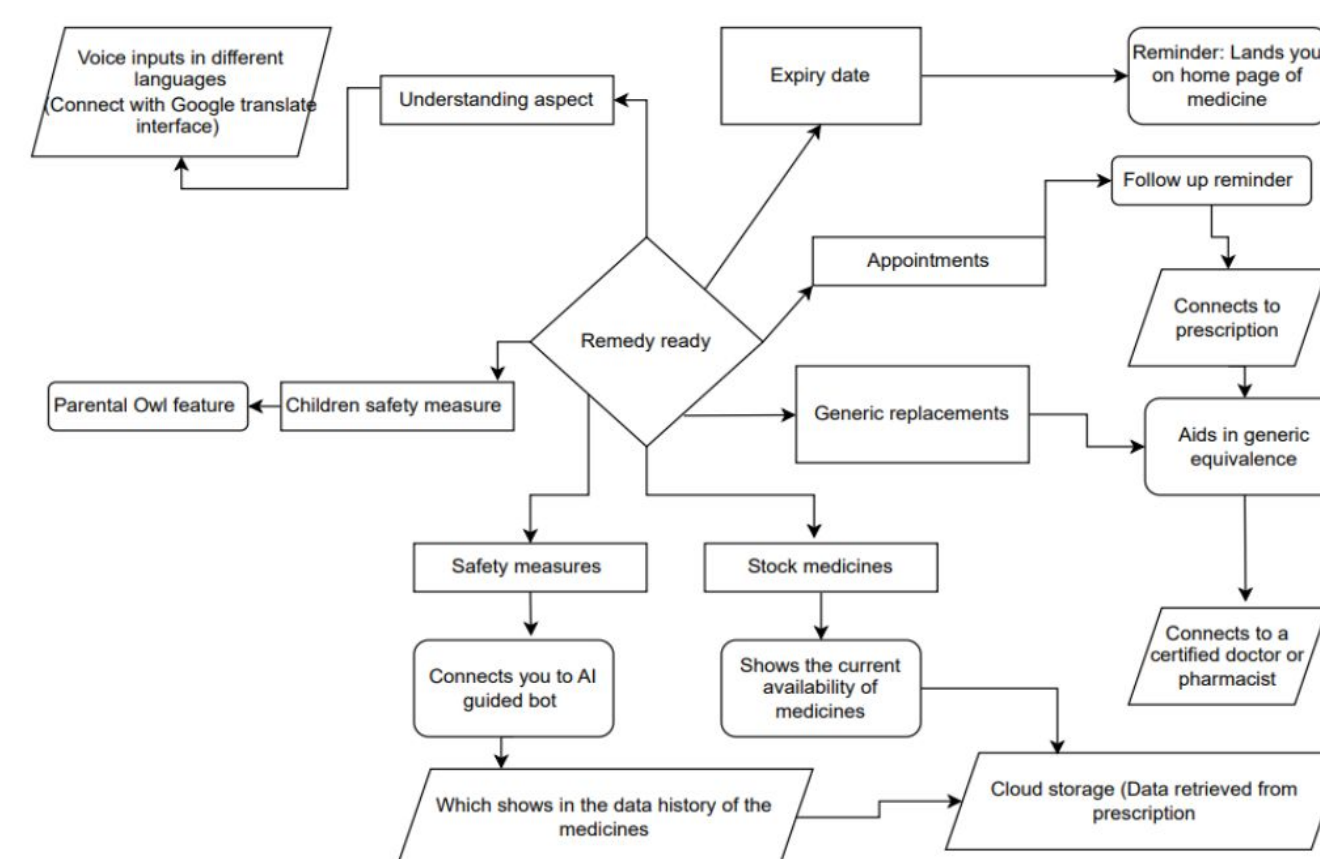 Voice inputs in different
languages
(Connect with Google translate
interface)
Understanding aspect
Expiry date
Reminder: Lands you
on home page of
medicine
Follow up reminder
Appointments
Connects to
prescription
Remedy ready
Parental Owl feature
Children safety measure
Generic replacements
Aids in generic
equivalence
Safety measures
Stock medicines
Connects to a
certified doctor or
pharmacist
Connects you to AI
guided bot
Shows the current
availability of
medicines
Which shows in the data history of the
medicines
Cloud storage (Data retrieved from
prescription